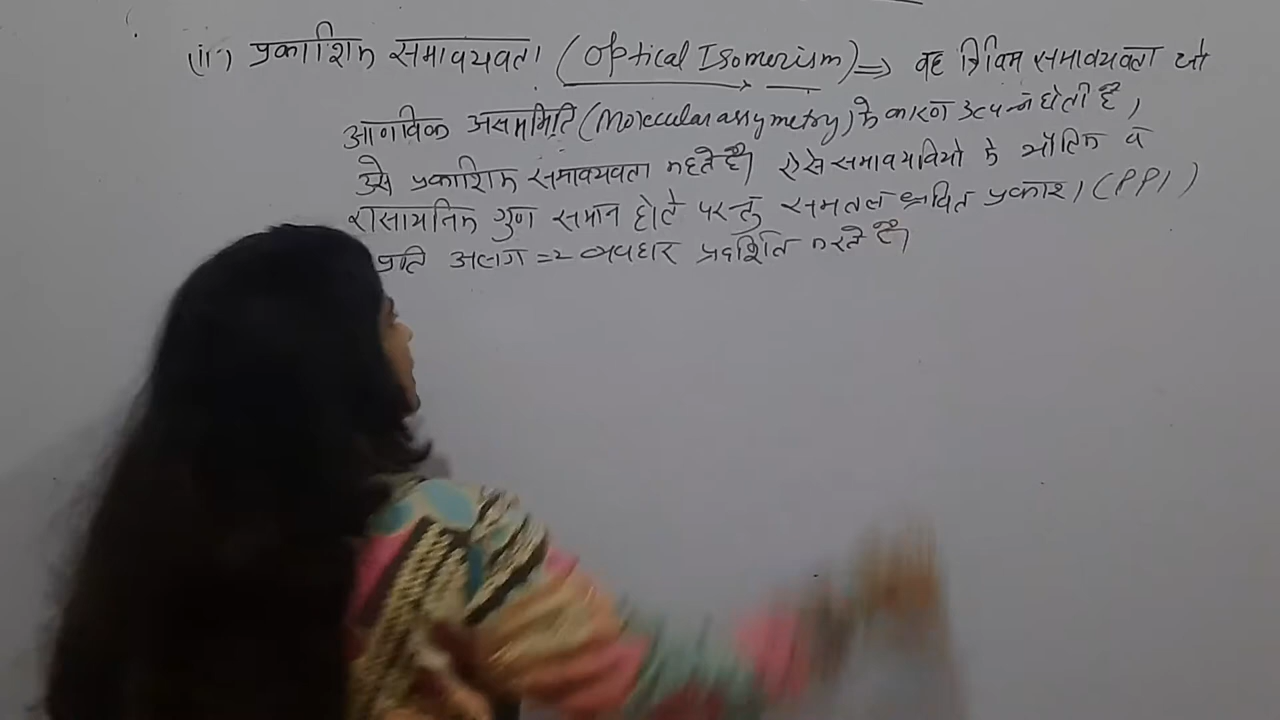 (ii) प्रकाशिक समावयवता (Optical Isomerism) ⇒ वह त्रिविम समावयवता जो
आणविक असममिति (Molecular assymetry) के कारण उत्पन्न होती है,
उसे प्रकाशिक समावयवता कहते है। ऐसे समावयवियो के भौतिक व
रासायनिक गुण समान होते परन्तु समतल ध्रुवित प्रकाश (PPl)
प्रति अलग =2 व्यवहार प्रदर्शित करते है।